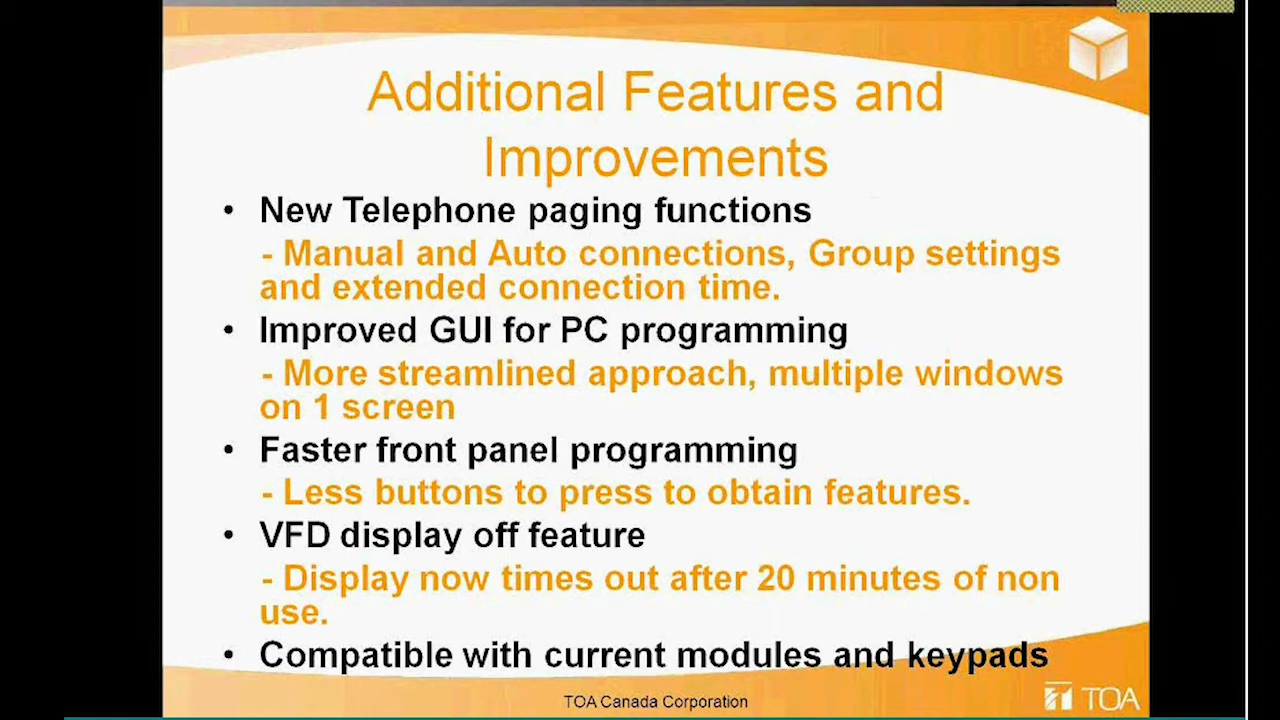 Additional Features and
Improvements
• New Telephone paging functions
- Manual and Auto connections, Group settings
and extended connection time.
• Improved GUI for PC programming
- More streamlined approach, multiple windows
on 1 screen
• Faster front panel programming
- Less buttons to press to obtain features.
• VFD display off feature
- Display now times out after 20 minutes of non
use.
• Compatible with current modules and keypads
TOA Canada Corporation
TOA